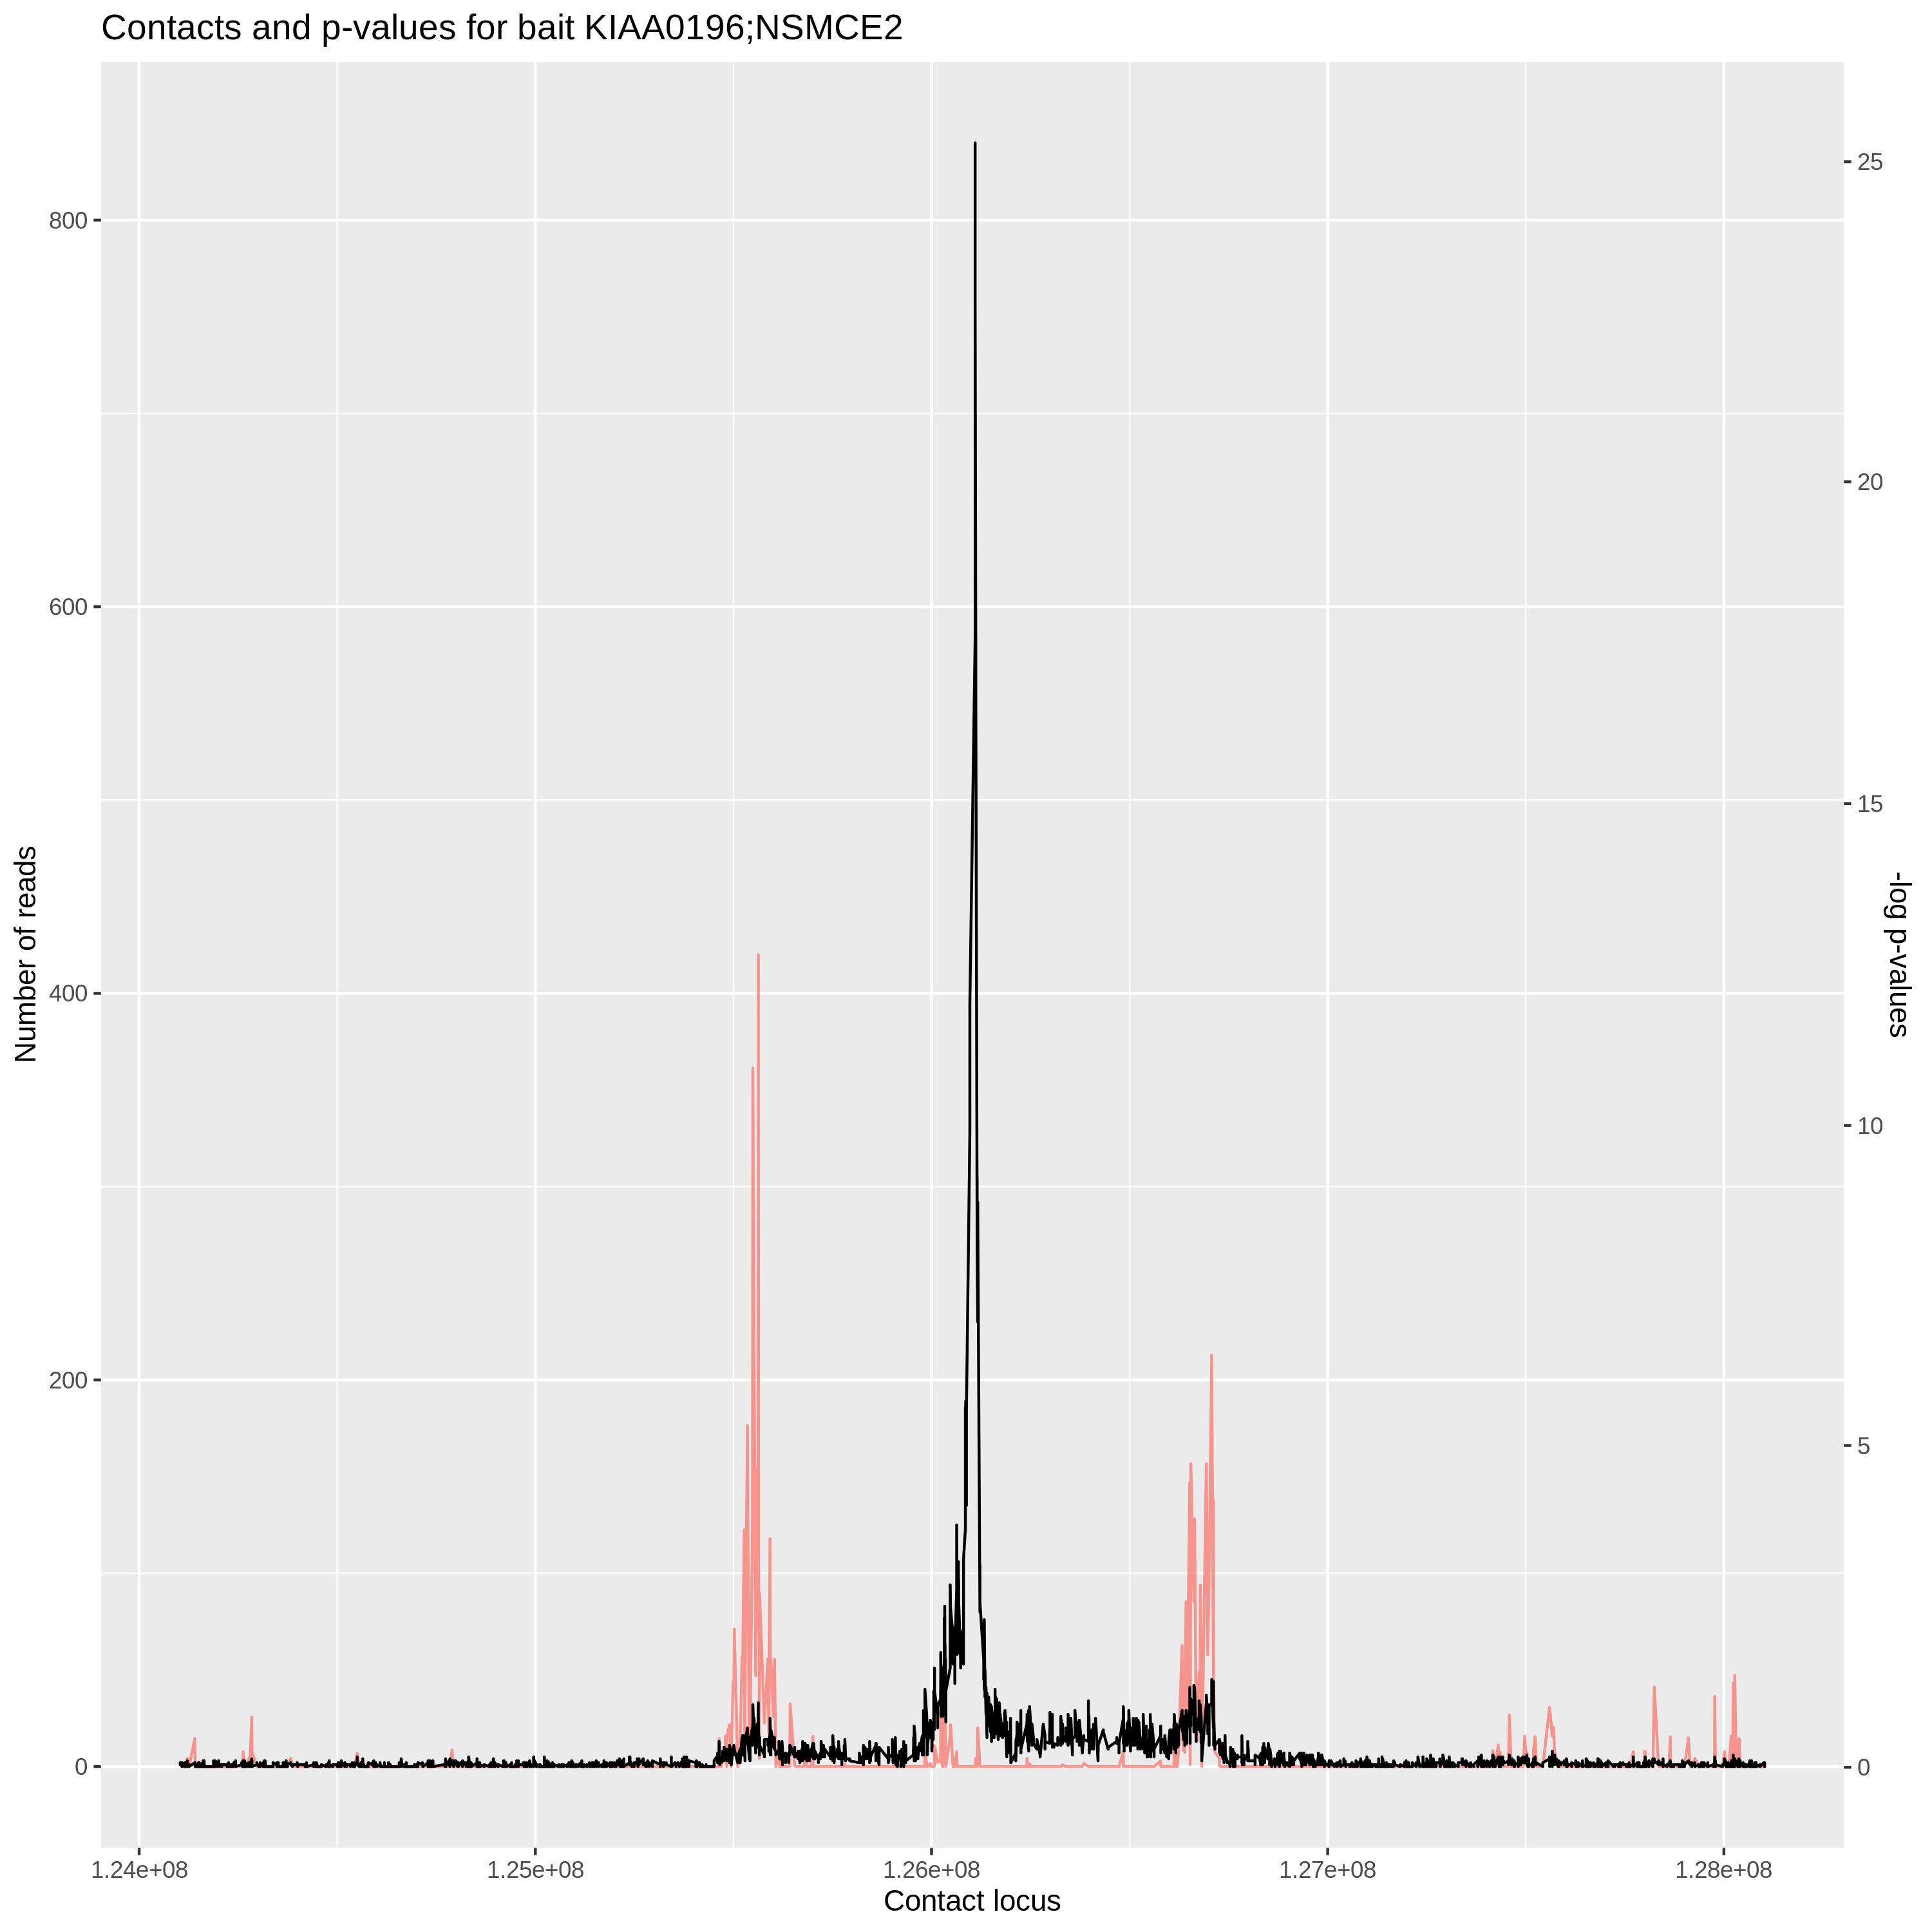 Contacts and p-values for bait KIAA0196;NSMCE2
Number of reads
800
600
400
200
0
25
20
15
10
5
0
-log p-values
1.24e+08
1.25e+08
1.26e+08
1.27e+08
1.28e+08
Contact locus